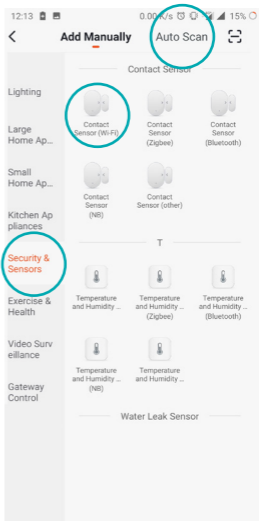 12:13
0.00 K/s
15%
Add Manually
Auto Scan
Contact Sensor
Lighting
Large
Home Ap...
Small
Home Ap...
Kitchen Ap
pliances
Security &
Sensors
Exercise &
Health
Video Surv
eillance
Gateway
Control
Contact
Sensor (Wi-Fi)
Contact
Sensor
(Zigbee)
Contact
Sensor
(Bluetooth)
Contact
Sensor
(NB)
Contact
Sensor (other)
T
Temperature
and Humidity ...
Temperature
and Humidity ...
(Zigbee)
Temperature
and Humidity ...
(Bluetooth)
Temperature
and Humidity ...
(NB)
Temperature
and Humidity ...
Water Leak Sensor